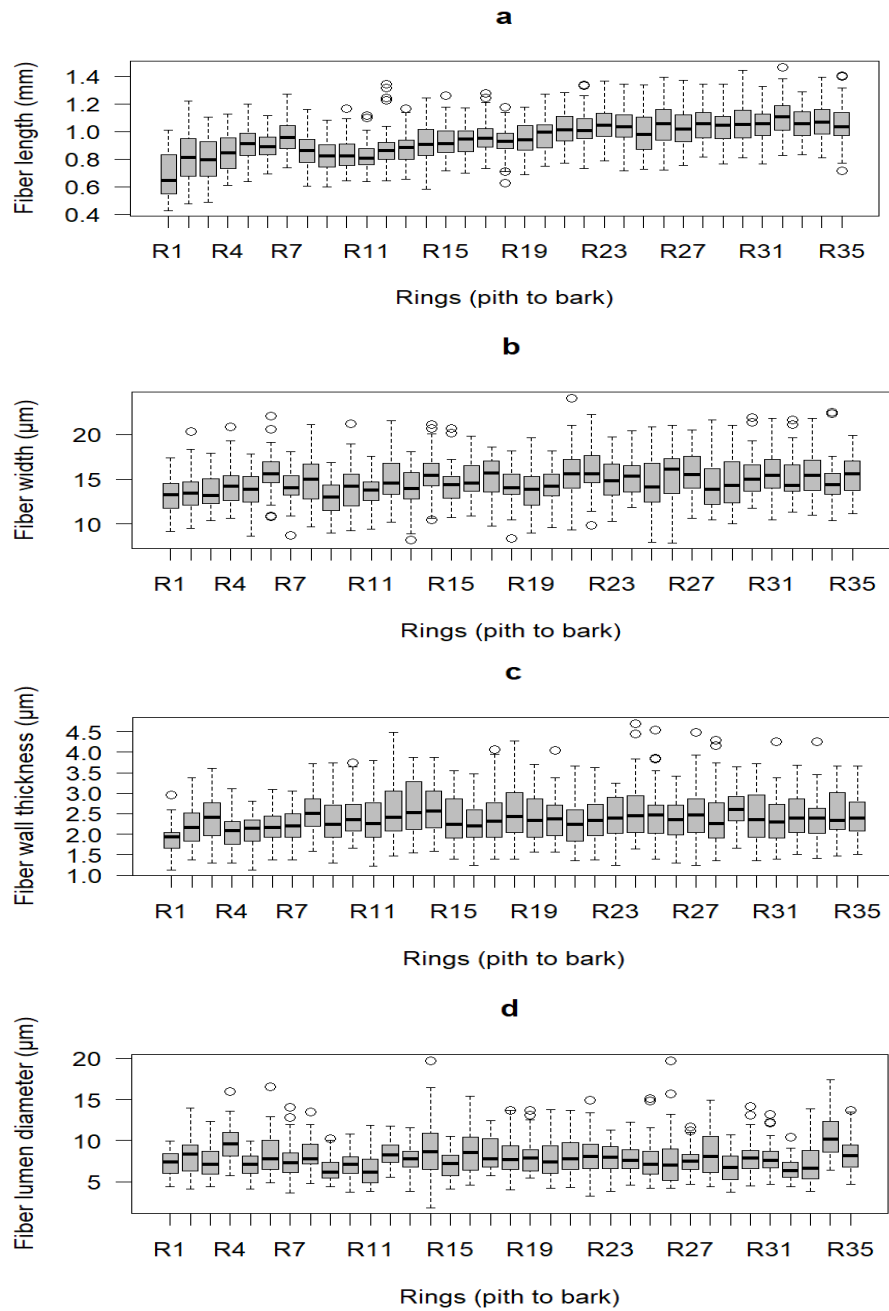 a
Fiber length (mm)
1.4
1.2
1.0
0.8
0.6
0.4
R1 R4 R7 R11 R15 R19 R23 R27 R31 R35
Rings (pith to bark)
b
Fiber width (µm)
20
15
10
R1 R4 R7 R11 R15 R19 R23 R27 R31 R35
Rings (pith to bark)
c
Fiber wall thickness (µm)
4.5
4.0
3.5
3.0
2.5
2.0
1.5
1.0
R1 R4 R7 R11 R15 R19 R23 R27 R31 R35
Rings (pith to bark)
d
Fiber lumen diameter (µm)
20
15
10
5
R1 R4 R7 R11 R15 R19 R23 R27 R31 R35
Rings (pith to bark)